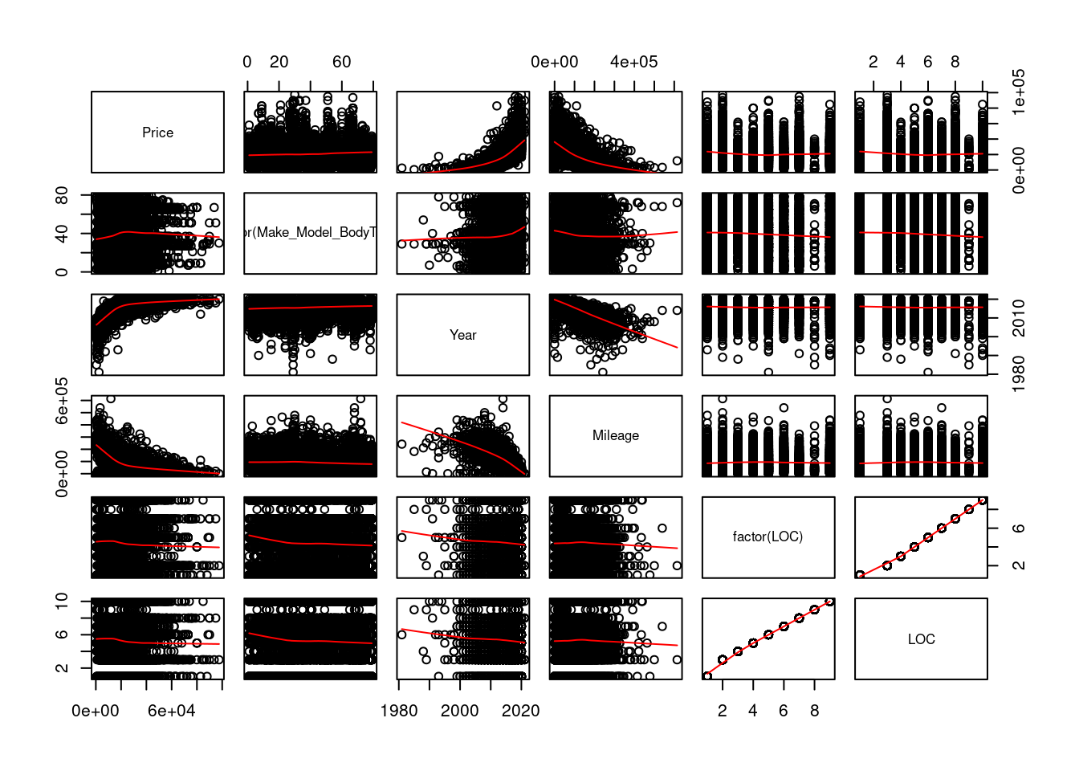 0 20 60
0e+00 4e+05
2 4 6 8
Price
0e+00 1e+05
0 40 80
or(Make_Model_BodyT
Year
1980 2010
0e+00 6e+05
Mileage
factor(LOC)
2 6
2 6 10
LOC
0e+00 6e+04
1980 2000 2020
2 4 6 8